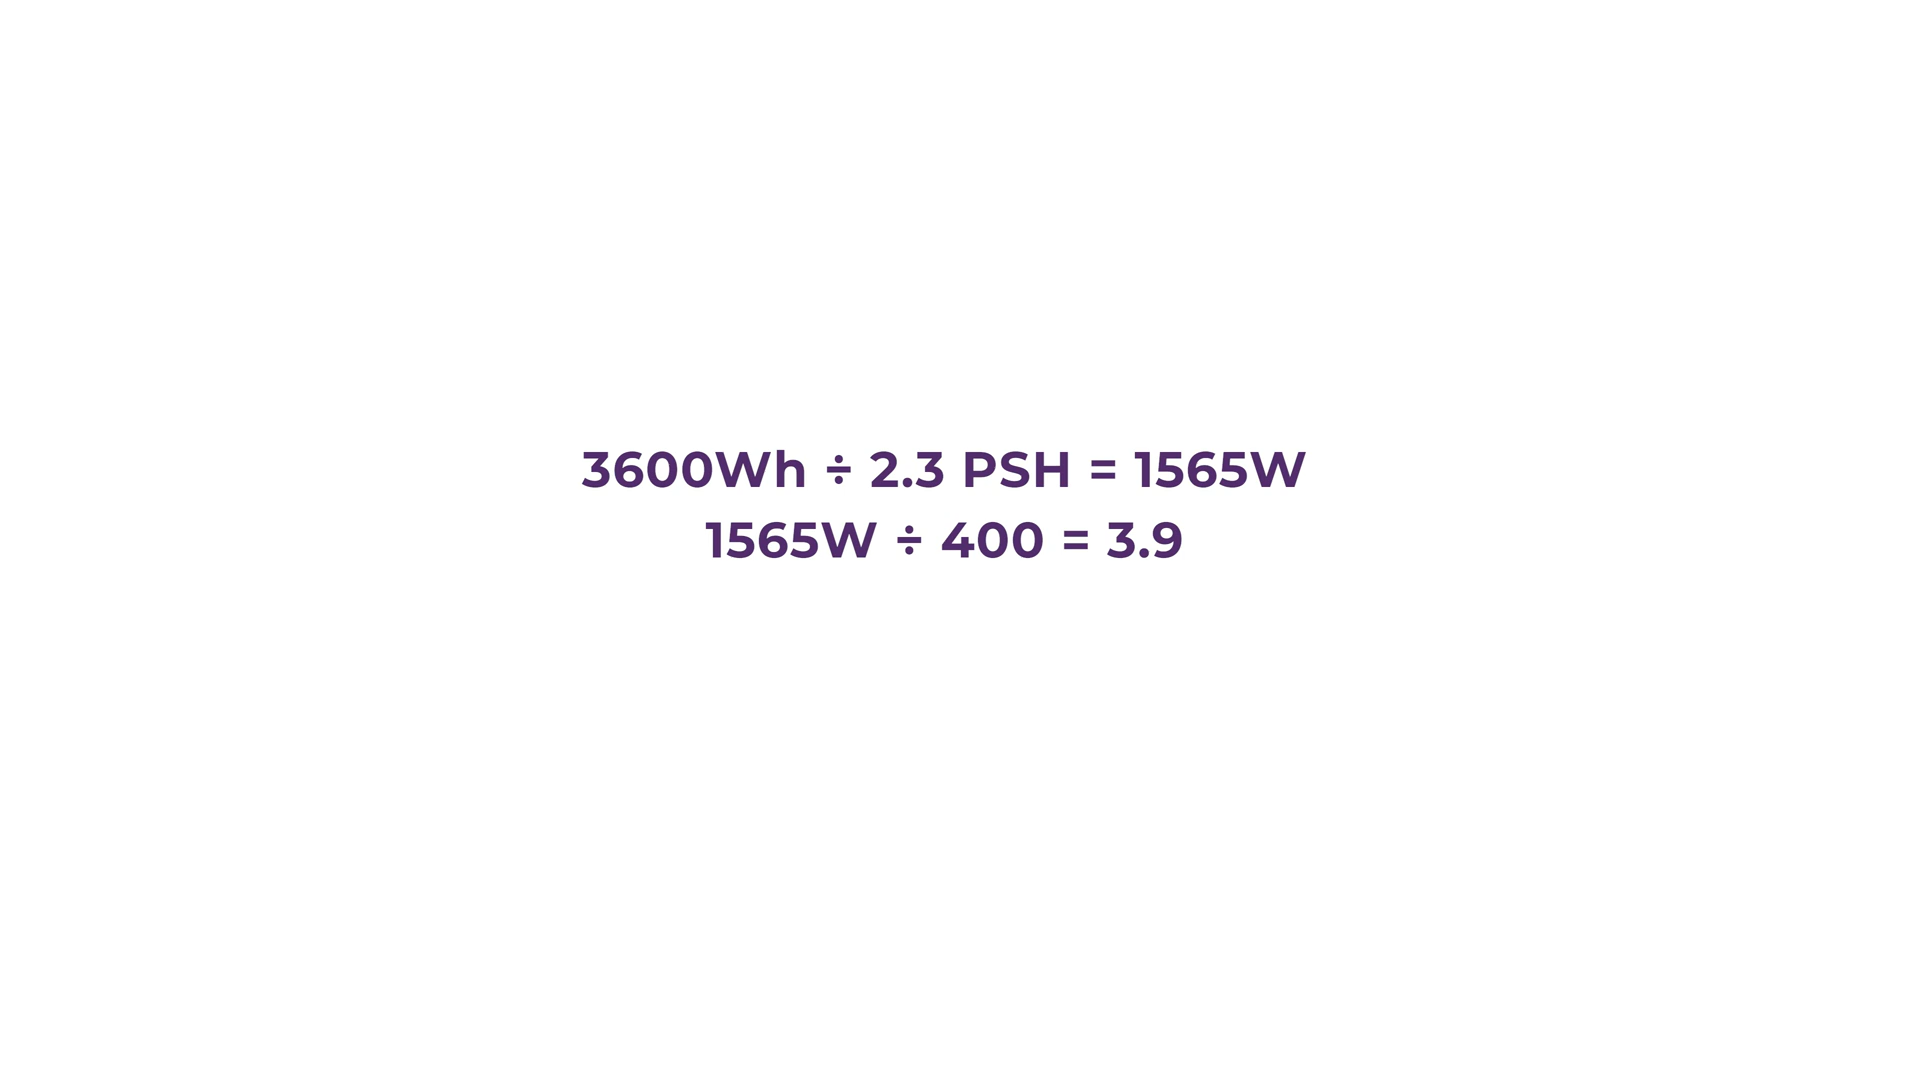 3600Wh ÷ 2.3 PSH = 1565W
1565W ÷ 400 = 3.9